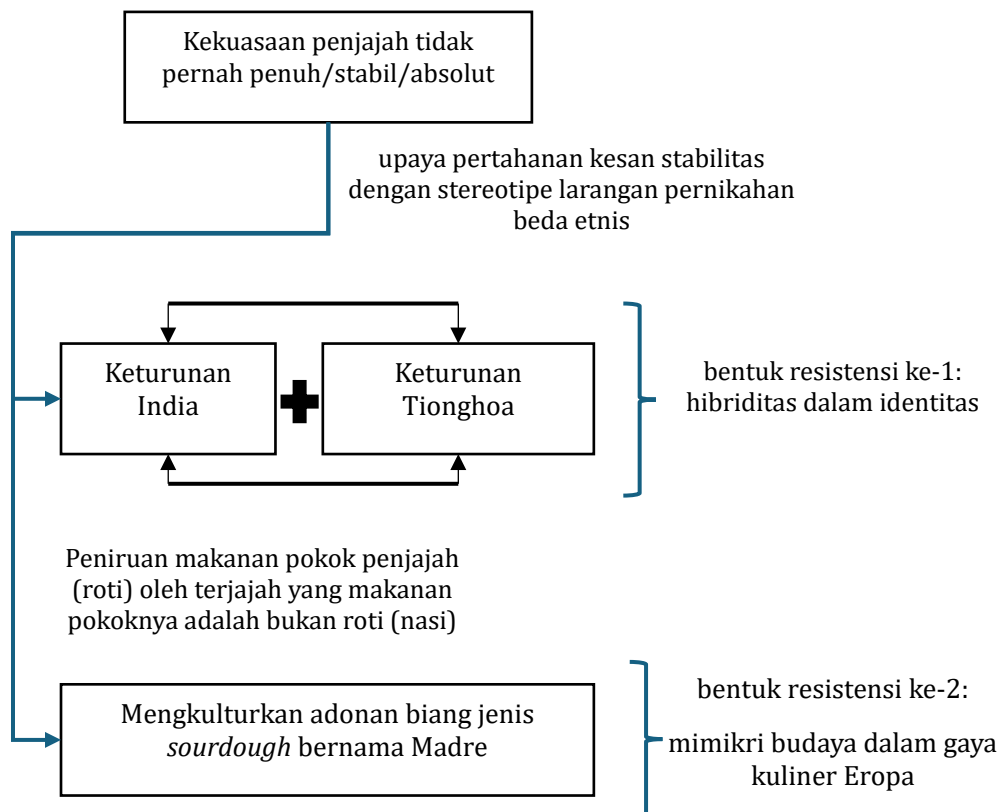 Kekuasaan penjajah tidak
pernah penuh/stabil/absolut
upaya pertahanan kesan stabilitas
dengan stereotipe larangan pernikahan
beda etnis
Keturunan
India
Keturunan
Tionghoa
bentuk resistensi ke-1:
hibriditas dalam identitas
Peniruan makanan pokok penjajah
(roti) oleh terjajah yang makanan
pokoknya adalah bukan roti (nasi)
Mengkulturkan adonan biang jenis
sourdough bernama Madre
bentuk resistensi ke-2:
mimikri budaya dalam gaya
kuliner Eropa